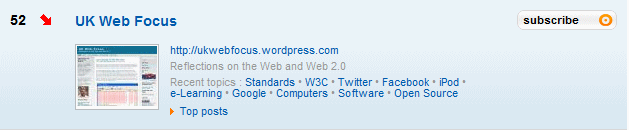 52 UK Web Focus subscribe
http://ukwebfocus.wordpress.com
Reflections on the Web and Web 2.0
Recent topics : Standards • W3C • Twitter • Facebook • iPod •
e-Learning • Google • Computers • Software • Open Source
Top posts